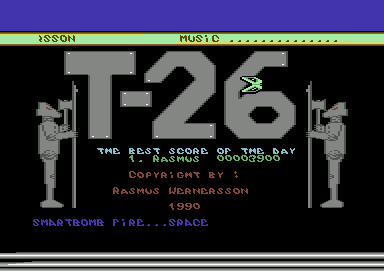 ISSON MUSIC ...............
T-26
THE BEST SCORE OF THE DAY
1. RASMUS 00003900
COPYRIGHT BY :
RASMUS WERNERSSON
1990
SMARTBOMB FIRE...SPACE